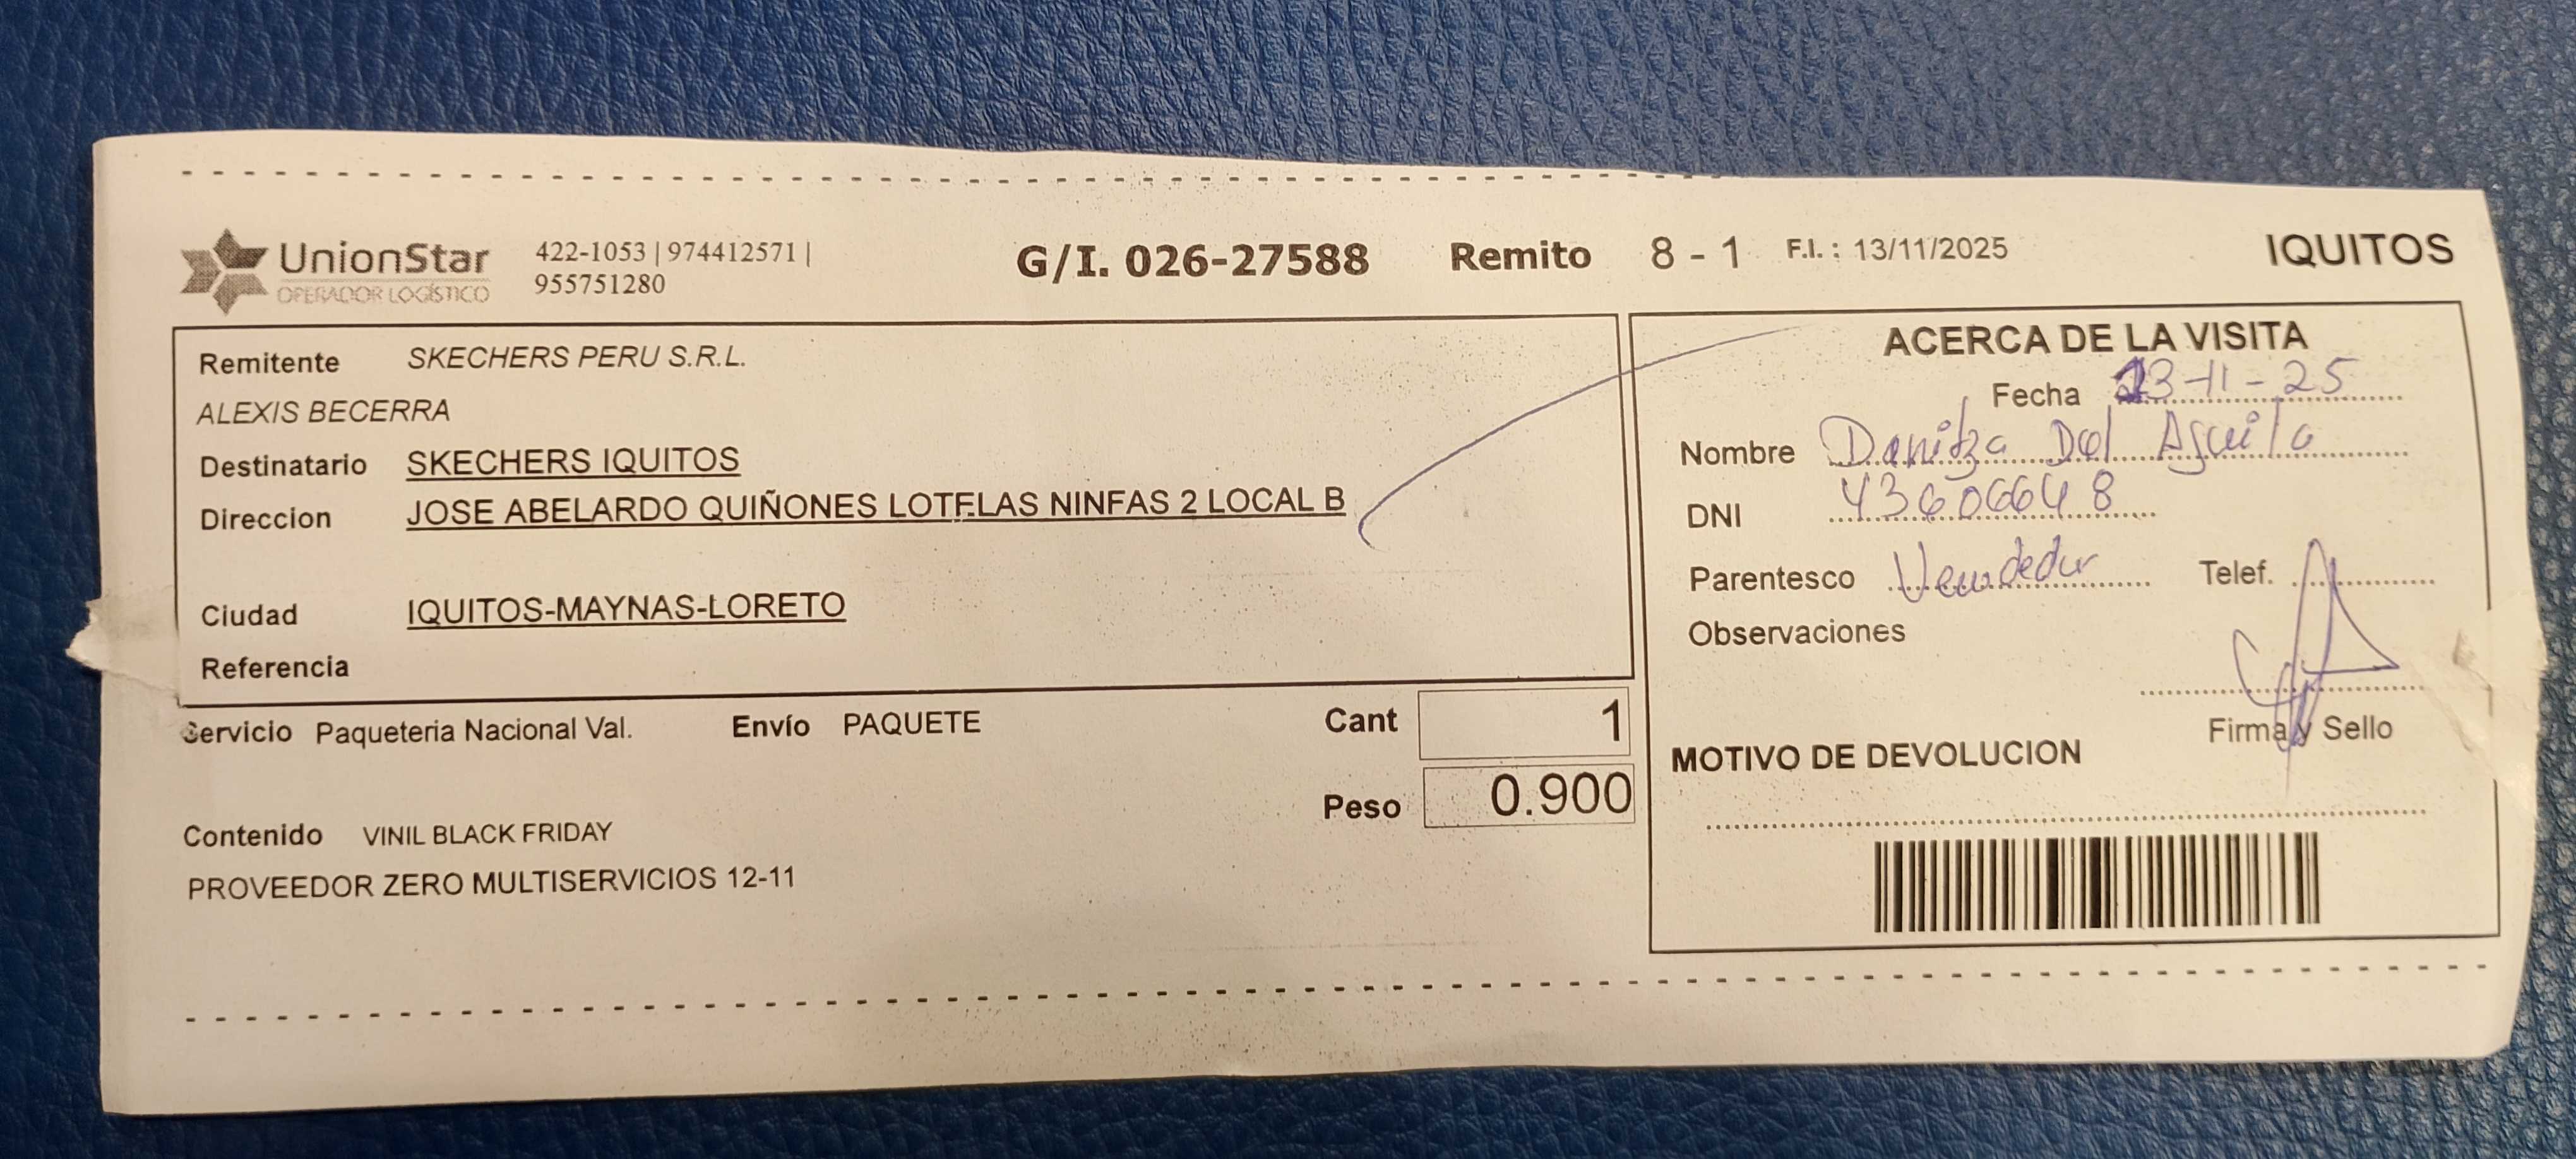 UnionStar
OPERADOR LOGÍSTICO
422-1053 | 974412571 |
955751280
G/I. 026-27588 Remito 8 - 1 F.I. : 13/11/2025 IQUITOS
Remitente SKECHERS PERU S.R.L.
ALEXIS BECERRA
Destinatario SKECHERS IQUITOS
Direccion JOSE ABELARDO QUIÑONES LOTE LAS NINFAS 2 LOCAL B
Ciudad IQUITOS-MAYNAS-LORETO
Referencia
Servicio Paqueteria Nacional Val. Envío PAQUETE
Cant 1
Peso 0.900
Contenido VINIL BLACK FRIDAY
PROVEEDOR ZERO MULTISERVICIOS 12-11
ACERCA DE LA VISITA
Fecha 13-11-25
Nombre Danitza Del Aguila
DNI 43606648
Parentesco Vendedor Telef.
Observaciones
Firma y Sello
MOTIVO DE DEVOLUCION